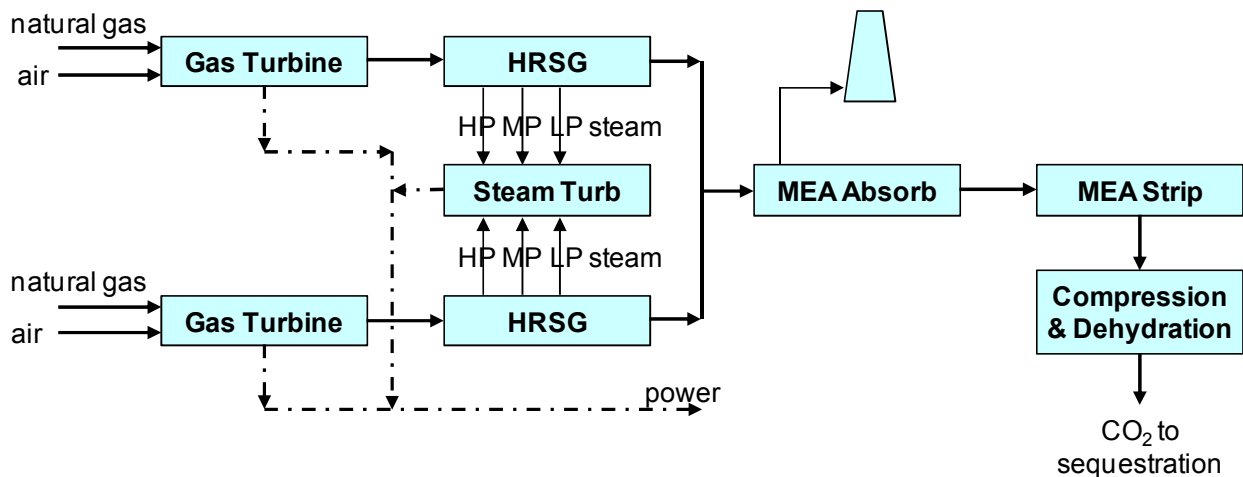 natural gas
air
Gas Turbine
HRSG
HP MP LP steam
Steam Turb
MEA Absorb
MEA Strip
HP MP LP steam
natural gas
air
Gas Turbine
HRSG
Compression
& Dehydration
power
CO₂ to
sequestration